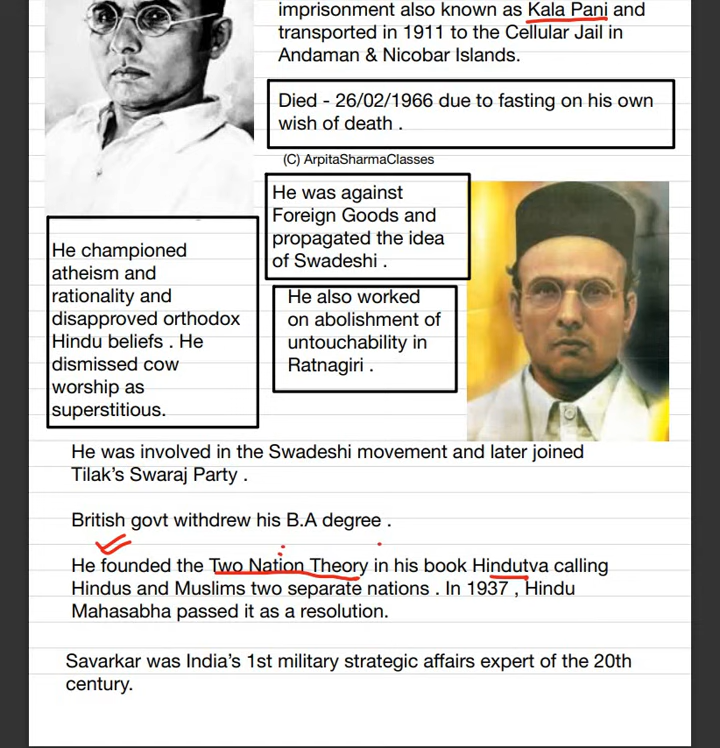 imprisonment also known as Kala Pani and
transported in 1911 to the Cellular Jail in
Andaman & Nicobar Islands.
Died - 26/02/1966 due to fasting on his own
wish of death .
(C) ArpitaSharmaClasses
He was against
Foreign Goods and
propagated the idea
of Swadeshi .
He championed
atheism and
rationality and
disapproved orthodox
Hindu beliefs . He
dismissed cow
worship as
superstitious.
He also worked
on abolishment of
untouchability in
Ratnagiri .
He was involved in the Swadeshi movement and later joined
Tilak’s Swaraj Party .
British govt withdrew his B.A degree .
He founded the Two Nation Theory in his book Hindutva calling
Hindus and Muslims two separate nations . In 1937 , Hindu
Mahasabha passed it as a resolution.
Savarkar was India’s 1st military strategic affairs expert of the 20th
century.